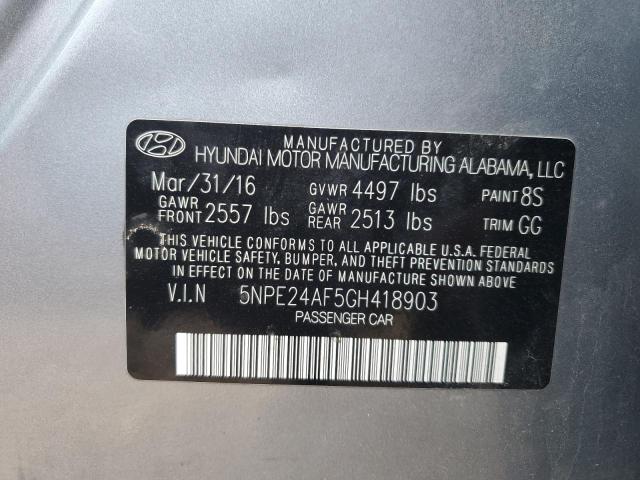 MANUFACTURED BY
HYUNDAI MOTOR MANUFACTURING ALABAMA, LLC
Mar/31/16 GVWR 4497 lbs PAINT 8S
GAWR FRONT 2557 lbs GAWR REAR 2513 lbs TRIM GG
THIS VEHICLE CONFORMS TO ALL APPLICABLE U.S.A. FEDERAL
MOTOR VEHICLE SAFETY, BUMPER, AND THEFT PREVENTION STANDARDS
IN EFFECT ON THE DATE OF MANUFACTURE SHOWN ABOVE.
V.I.N 5NPE24AF5GH418903
PASSENGER CAR